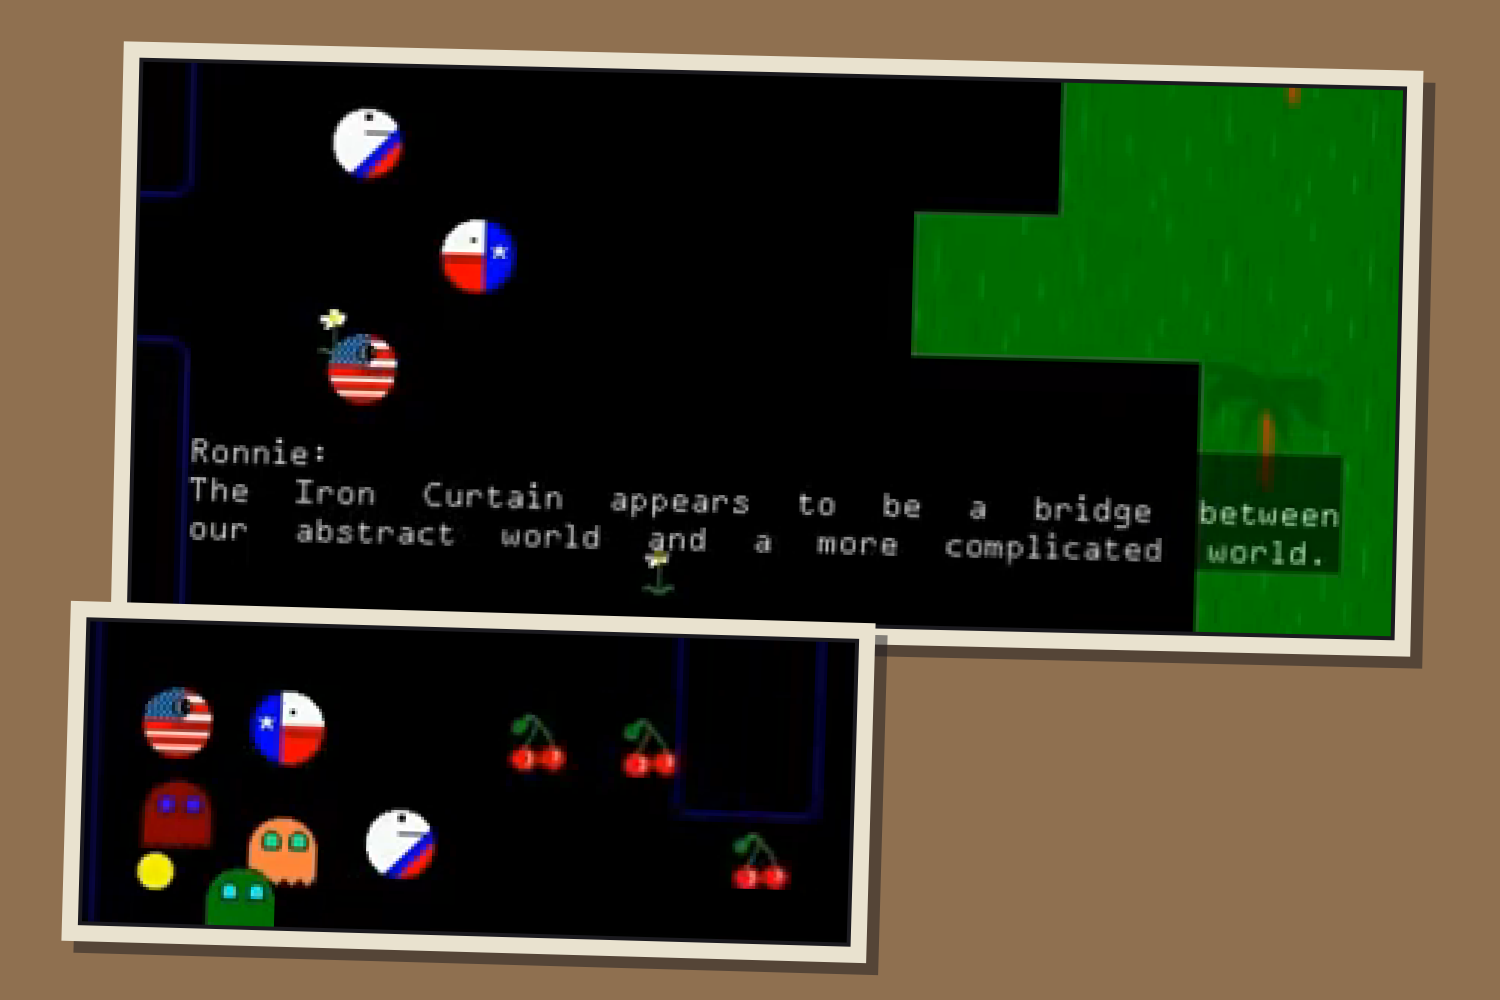 Ronnie:
The Iron Curtain appears to be a bridge between
our abstract world and a more complicated world.